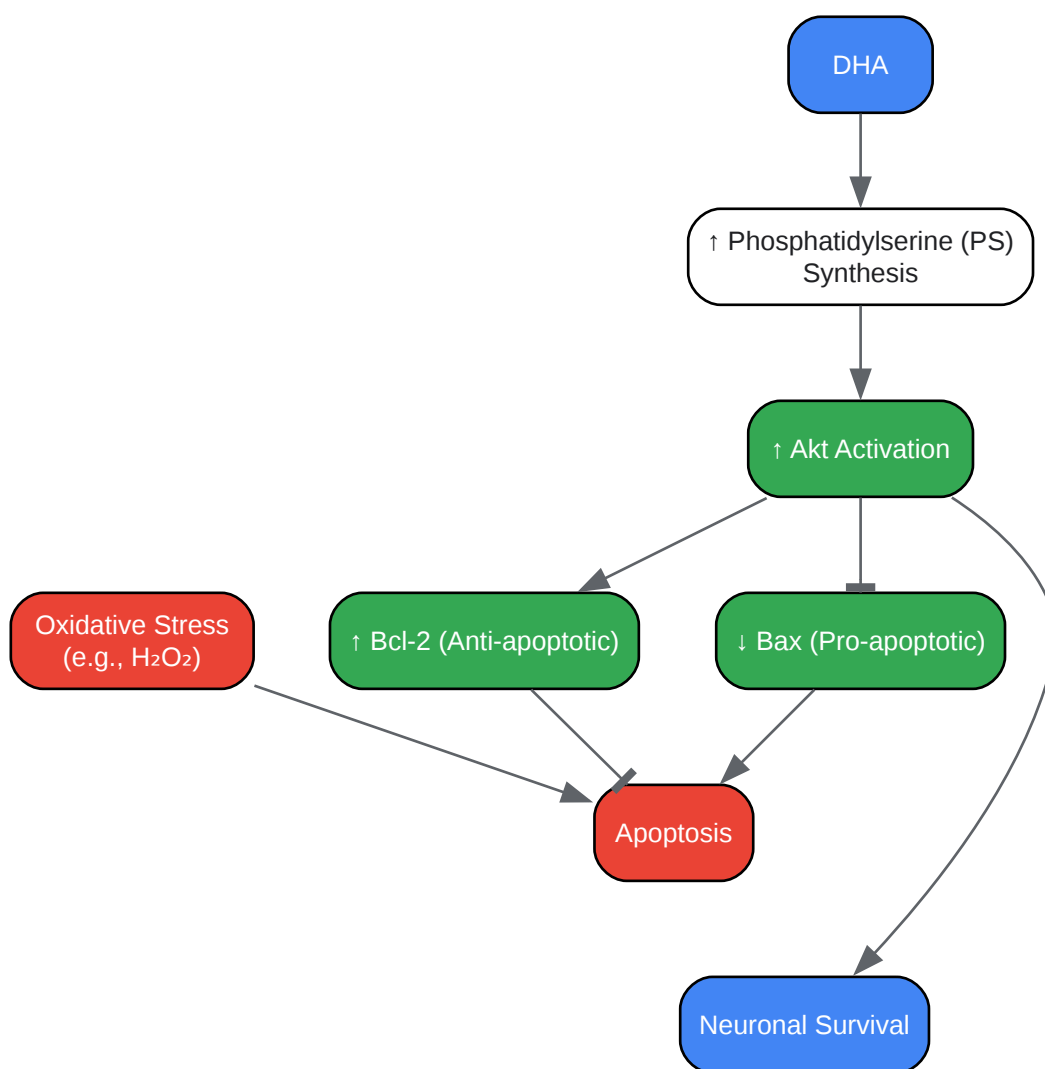 DHA
↑ Phosphatidylserine (PS)
Synthesis
↑ Akt Activation
Oxidative Stress
(e.g., H₂O₂)
↑ Bcl-2 (Anti-apoptotic)
↓ Bax (Pro-apoptotic)
Apoptosis
Neuronal Survival